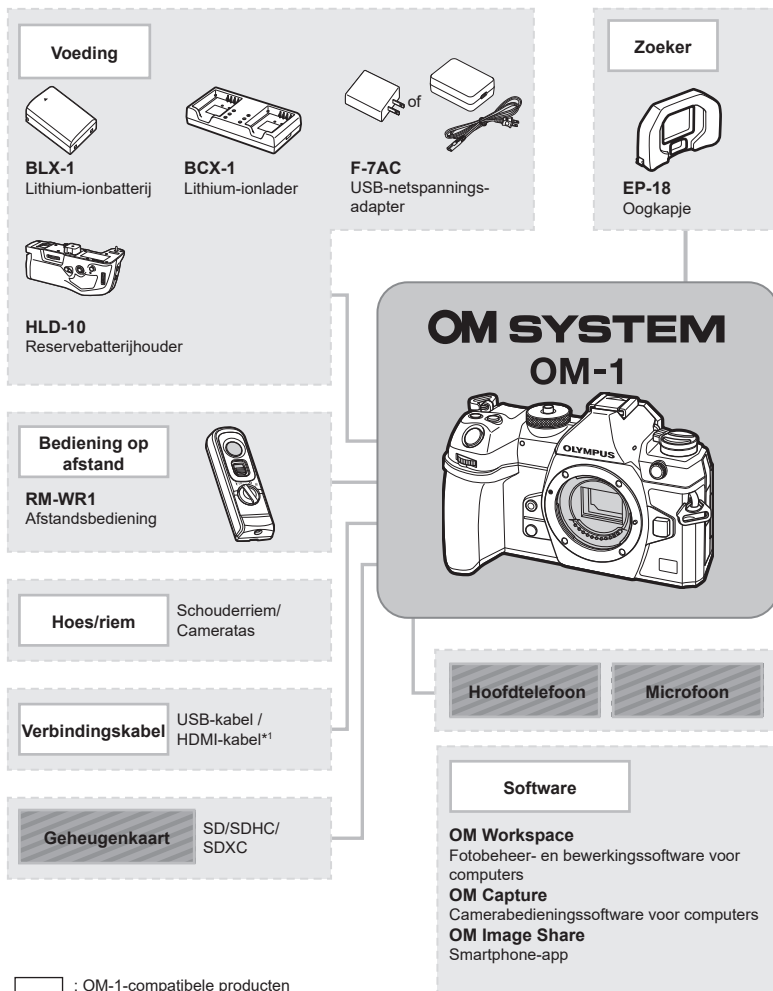 Voeding
of
BLX-1
Lithium-ionbatterij
BCX-1
Lithium-ionlader
F-7AC
USB-netspannings-
adapter
HLD-10
Reservebatterijhouder
Zoeker
EP-18
Oogkapje
OM SYSTEM
OM-1
OLYMPUS
Bediening op
afstand
RM-WR1
Afstandsbediening
Hoes/riem
Schouderriem/
Cameratas
Verbindingskabel
USB-kabel /
HDMI-kabel*1
Geheugenkaart
SD/SDHC/
SDXC
Hoofdtelefoon
Microfoon
Software
OM Workspace
Fotobeheer- en bewerkingssoftware voor
computers
OM Capture
Camerabedieningssoftware voor computers
OM Image Share
Smartphone-app
: OM-1-compatibele producten